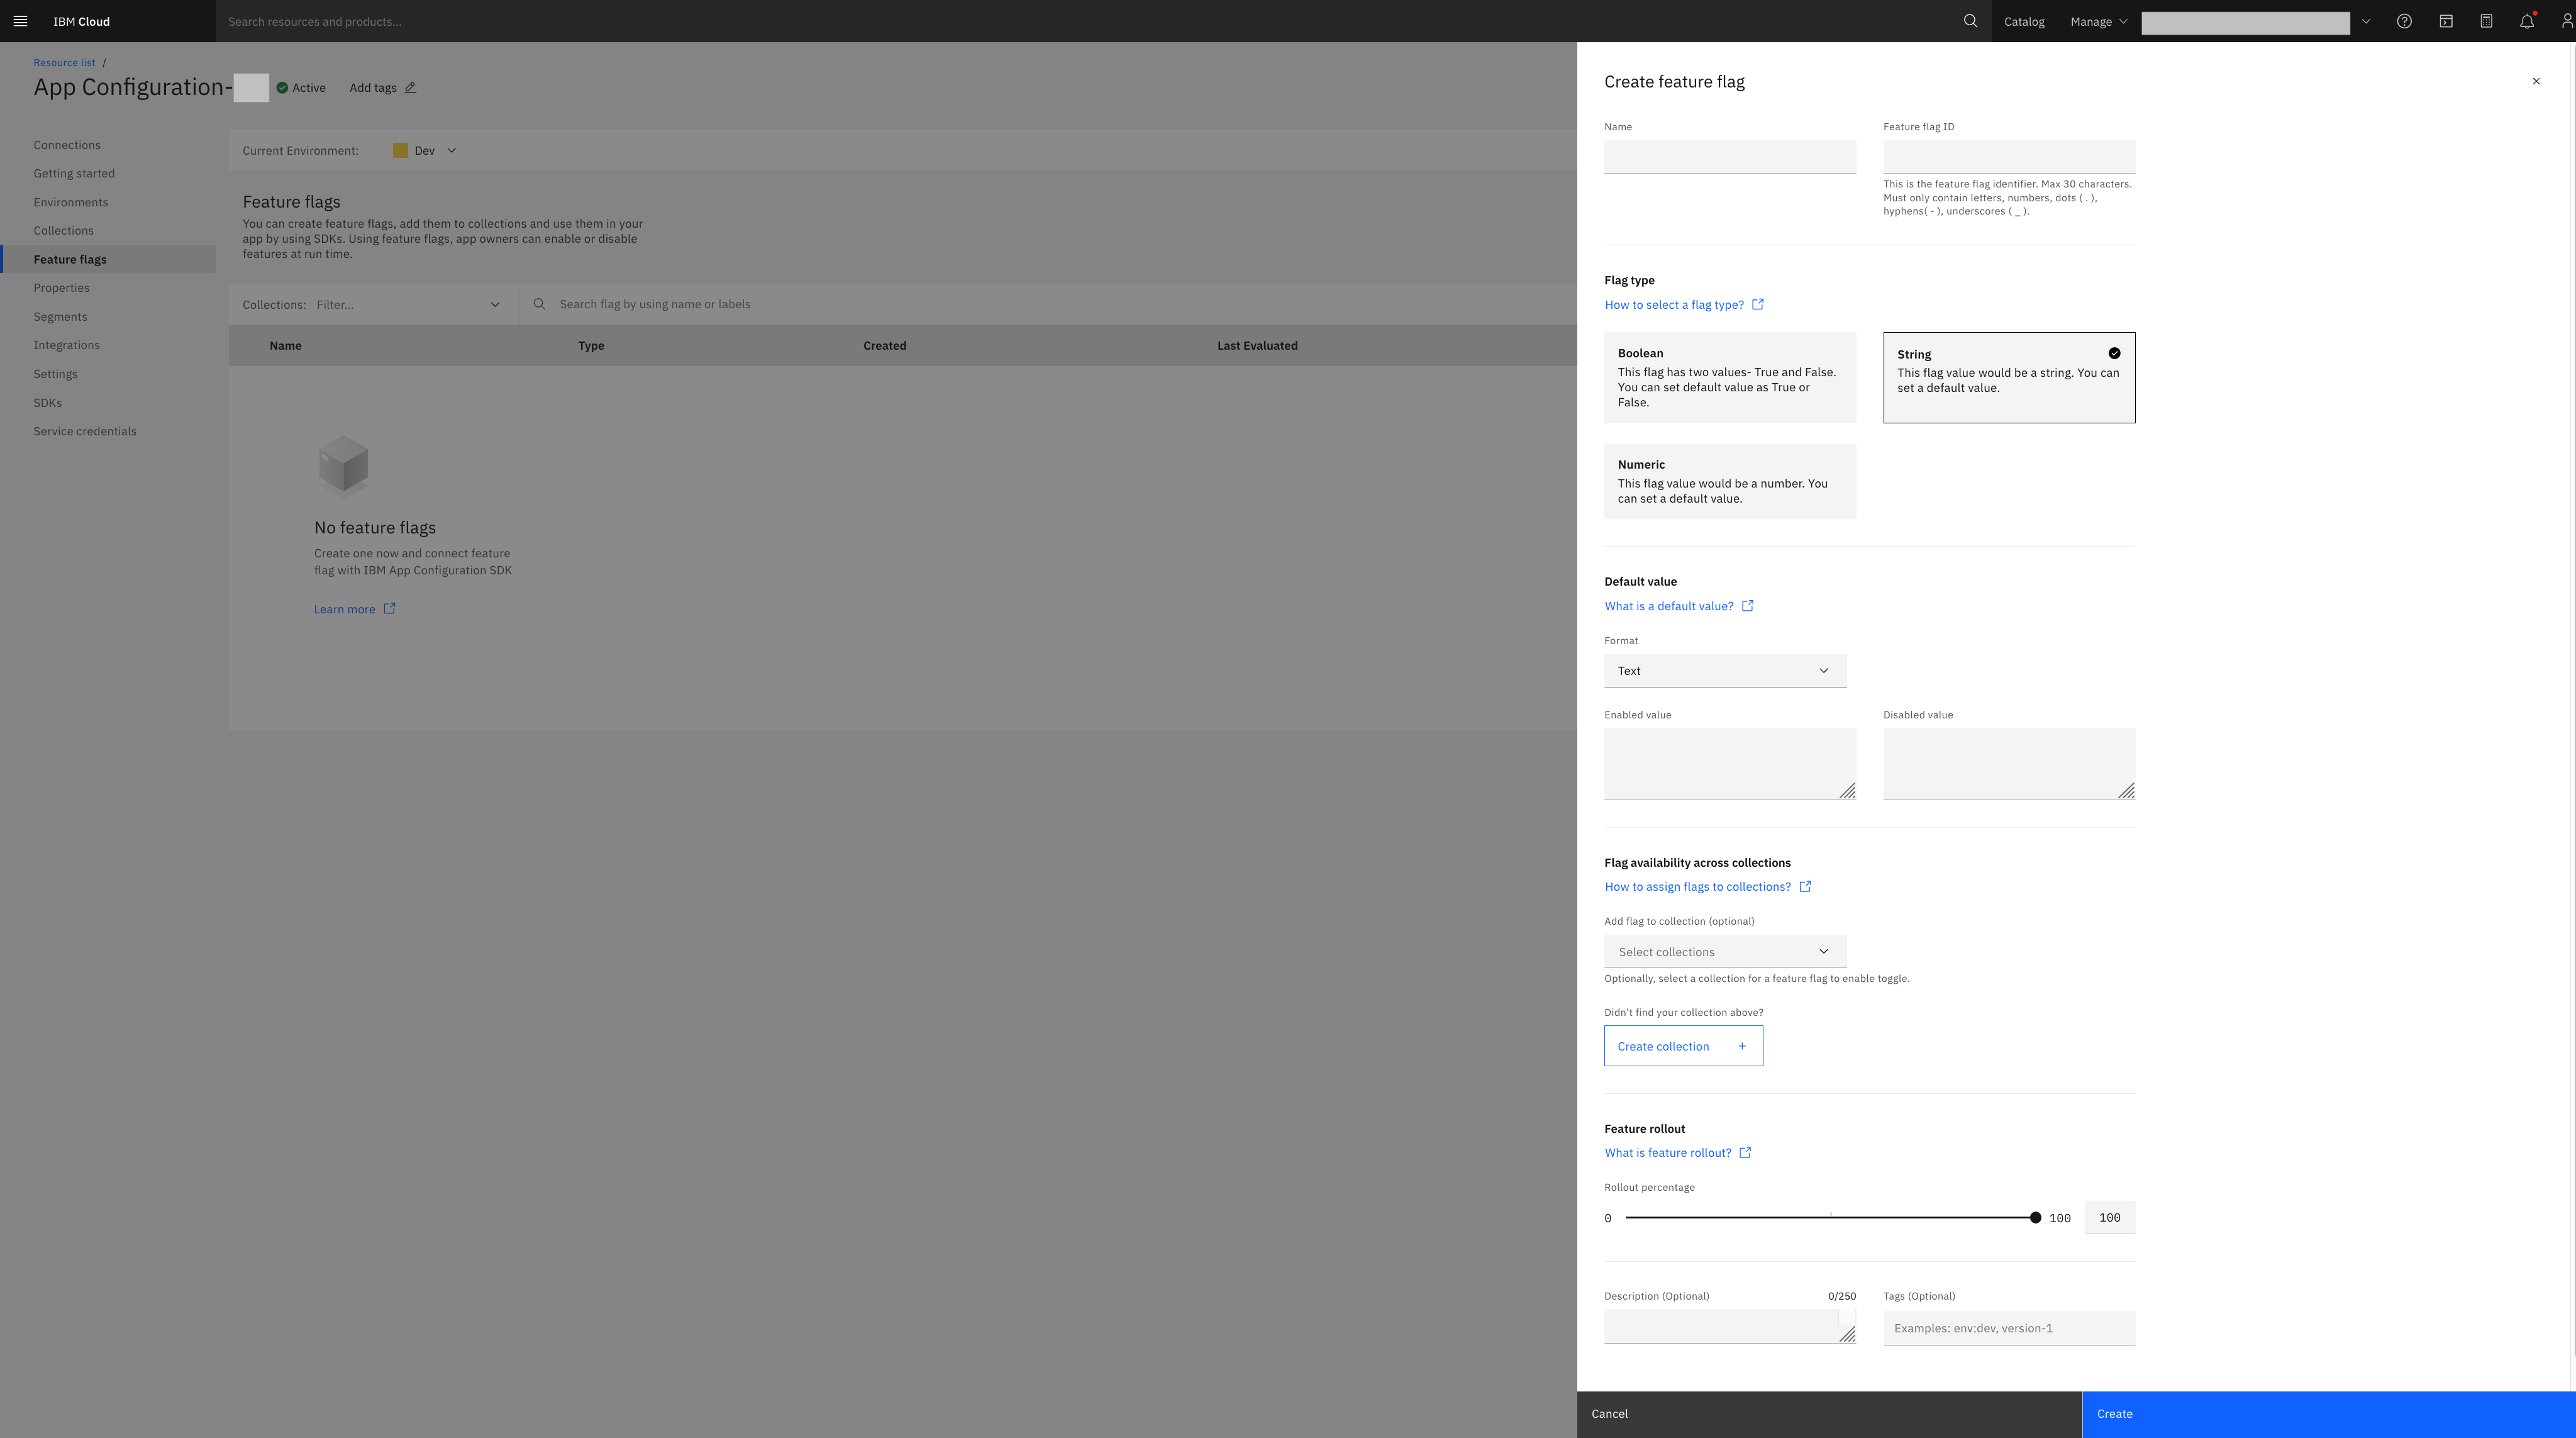 IBM Cloud
Search resources and products...
Catalog
Manage
Resource list /
App Configuration-
Active
Add tags
Connections
Getting started
Environments
Collections
Feature flags
Properties
Segments
Integrations
Settings
SDKs
Service credentials
Current Environment:
Dev
Feature flags
You can create feature flags, add them to collections and use them in your
app by using SDKs. Using feature flags, app owners can enable or disable
features at run time.
Collections: Filter...
Search flag by using name or labels
Name Type Created Last Evaluated
No feature flags
Create one now and connect feature
flag with IBM App Configuration SDK
Learn more
Create feature flag
Name
Feature flag ID
This is the feature flag identifier. Max 30 characters.
Must only contain letters, numbers, dots ( . ),
hyphens( - ), underscores ( _ ).
Flag type
How to select a flag type?
Boolean
This flag has two values- True and False.
You can set default value as True or
False.
String
This flag value would be a string. You can
set a default value.
Numeric
This flag value would be a number. You
can set a default value.
Default value
What is a default value?
Format
Text
Enabled value
Disabled value
Flag availability across collections
How to assign flags to collections?
Add flag to collection (optional)
Select collections
Optionally, select a collection for a feature flag to enable toggle.
Didn't find your collection above?
Create collection +
Feature rollout
What is feature rollout?
Rollout percentage
0 100 100
Description (Optional) 0/250
Tags (Optional)
Examples: env:dev, version-1
Cancel
Create